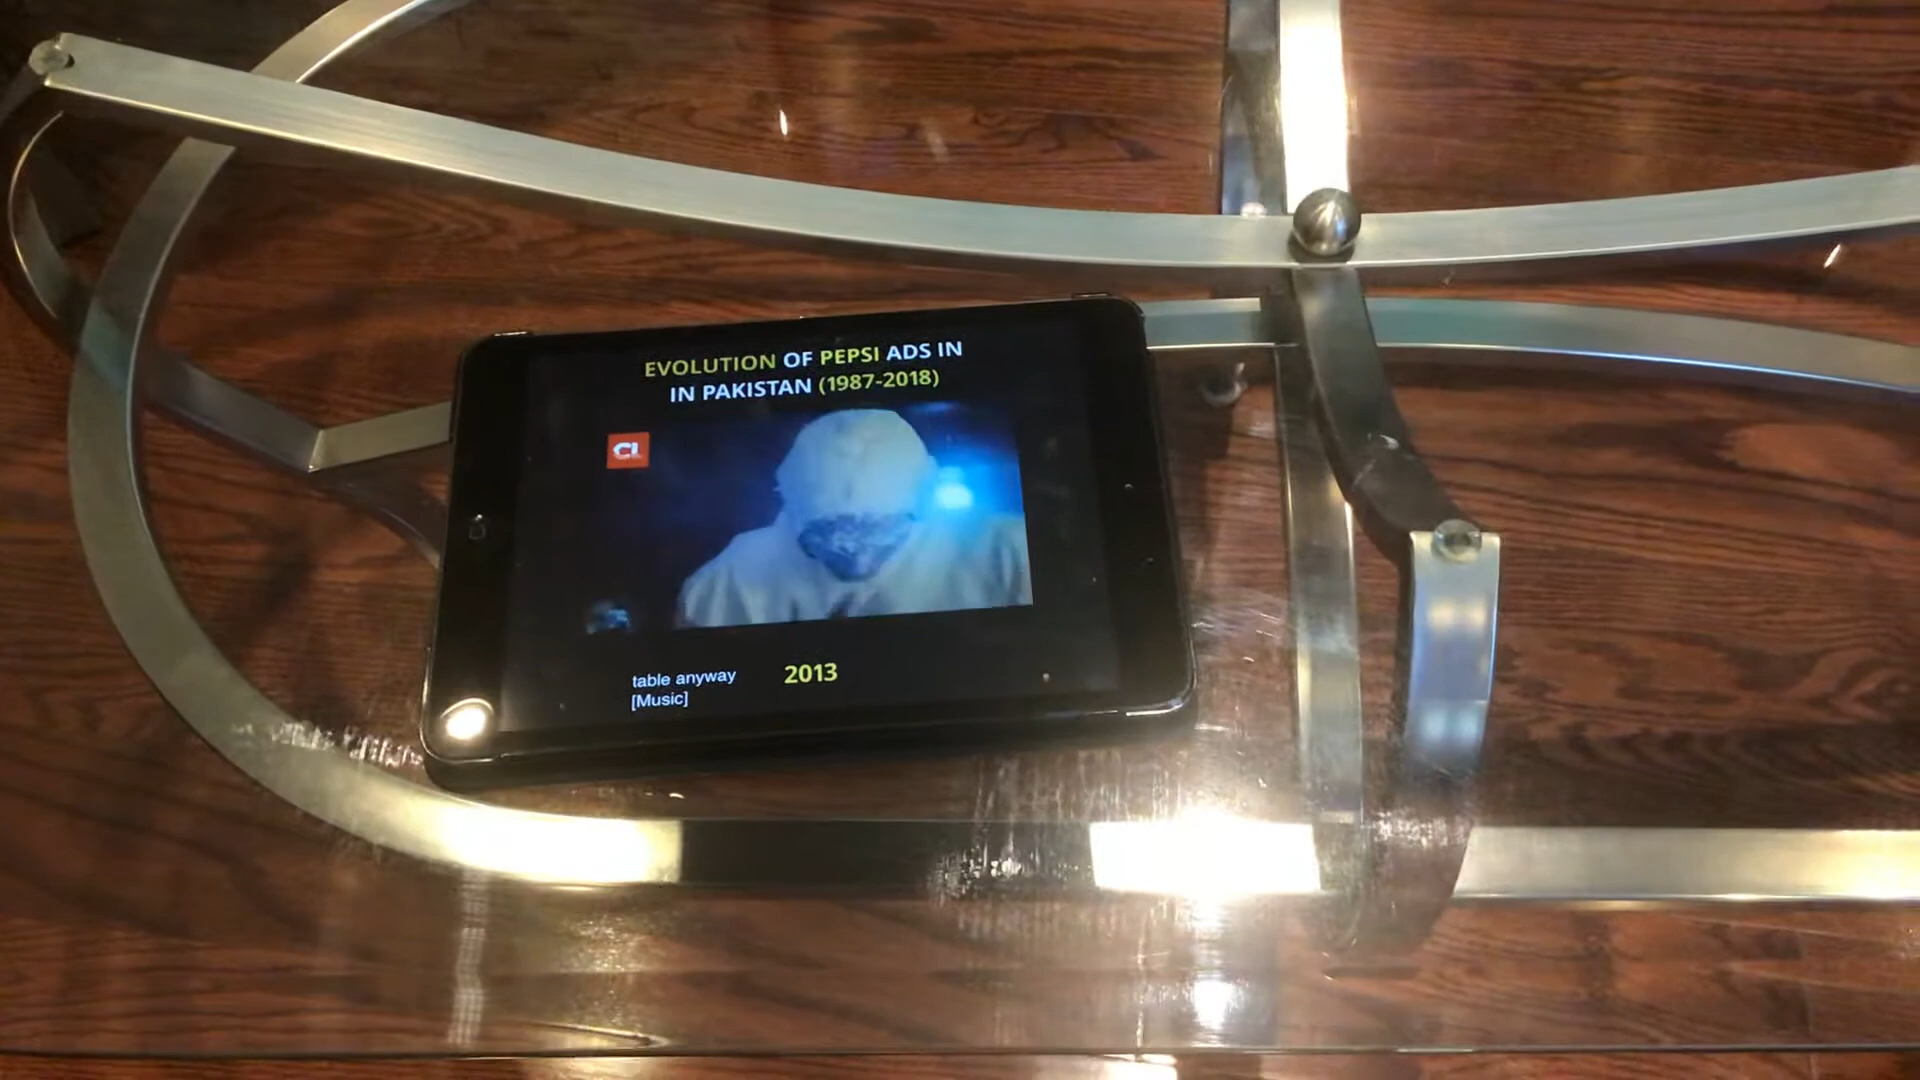 EVOLUTION OF PEPSI ADS IN
IN PAKISTAN (1987-2018)
CL
table anyway
[Music]
2013